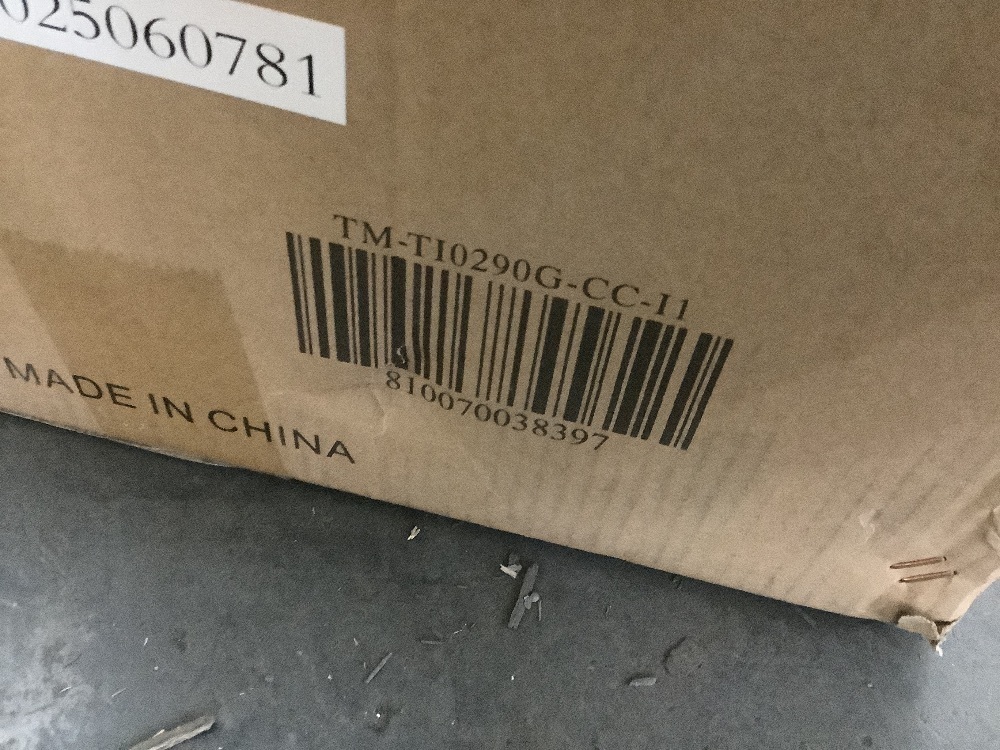 025060781
TM-TI0290G-CC-I1
810070038397
MADE IN CHINA